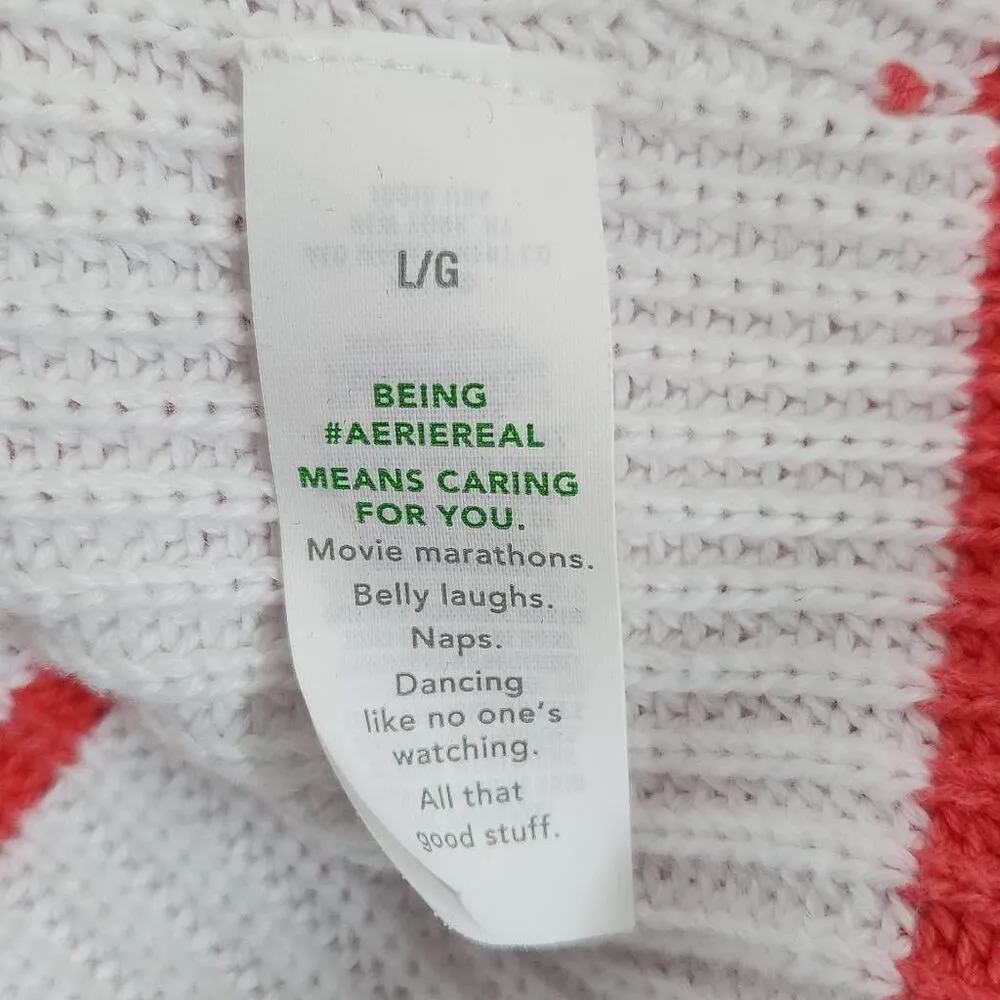 L/G
BEING
#AERIEREAL
MEANS CARING
FOR YOU.
Movie marathons.
Belly laughs.
Naps.
Dancing
like no one's
watching.
All that
good stuff.